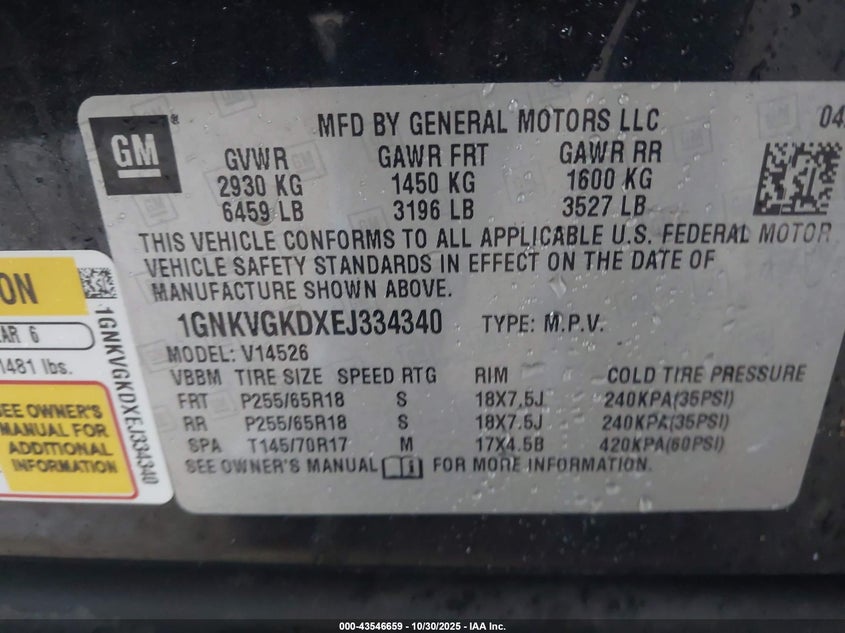 MFD BY GENERAL MOTORS LLC 04
GM
GVWR GAWR FRT GAWR RR
2930 KG 1450 KG 1600 KG
6459 LB 3196 LB 3527 LB
THIS VEHICLE CONFORMS TO ALL APPLICABLE U.S. FEDERAL MOTOR
VEHICLE SAFETY STANDARDS IN EFFECT ON THE DATE OF
MANUFACTURE SHOWN ABOVE.
1GNKVGKDXEJ334340 TYPE: M.P.V.
MODEL: V14526
VBBM TIRE SIZE SPEED RTG RIM COLD TIRE PRESSURE
FRT P255/65R18 S 18X7.5J 240KPA(35PSI)
RR P255/65R18 S 18X7.5J 240KPA(35PSI)
SPA T145/70R17 M 17X4.5B 420KPA(60PSI)
SEE OWNER'S MANUAL FOR MORE INFORMATION.
ON
AR 6
1481 lbs.
SEE OWNER'S
MANUAL FOR
ADDITIONAL
INFORMATION
1GNKVGKDXEJ334340
000-43546659 - 10/30/2025 - IAA Inc.